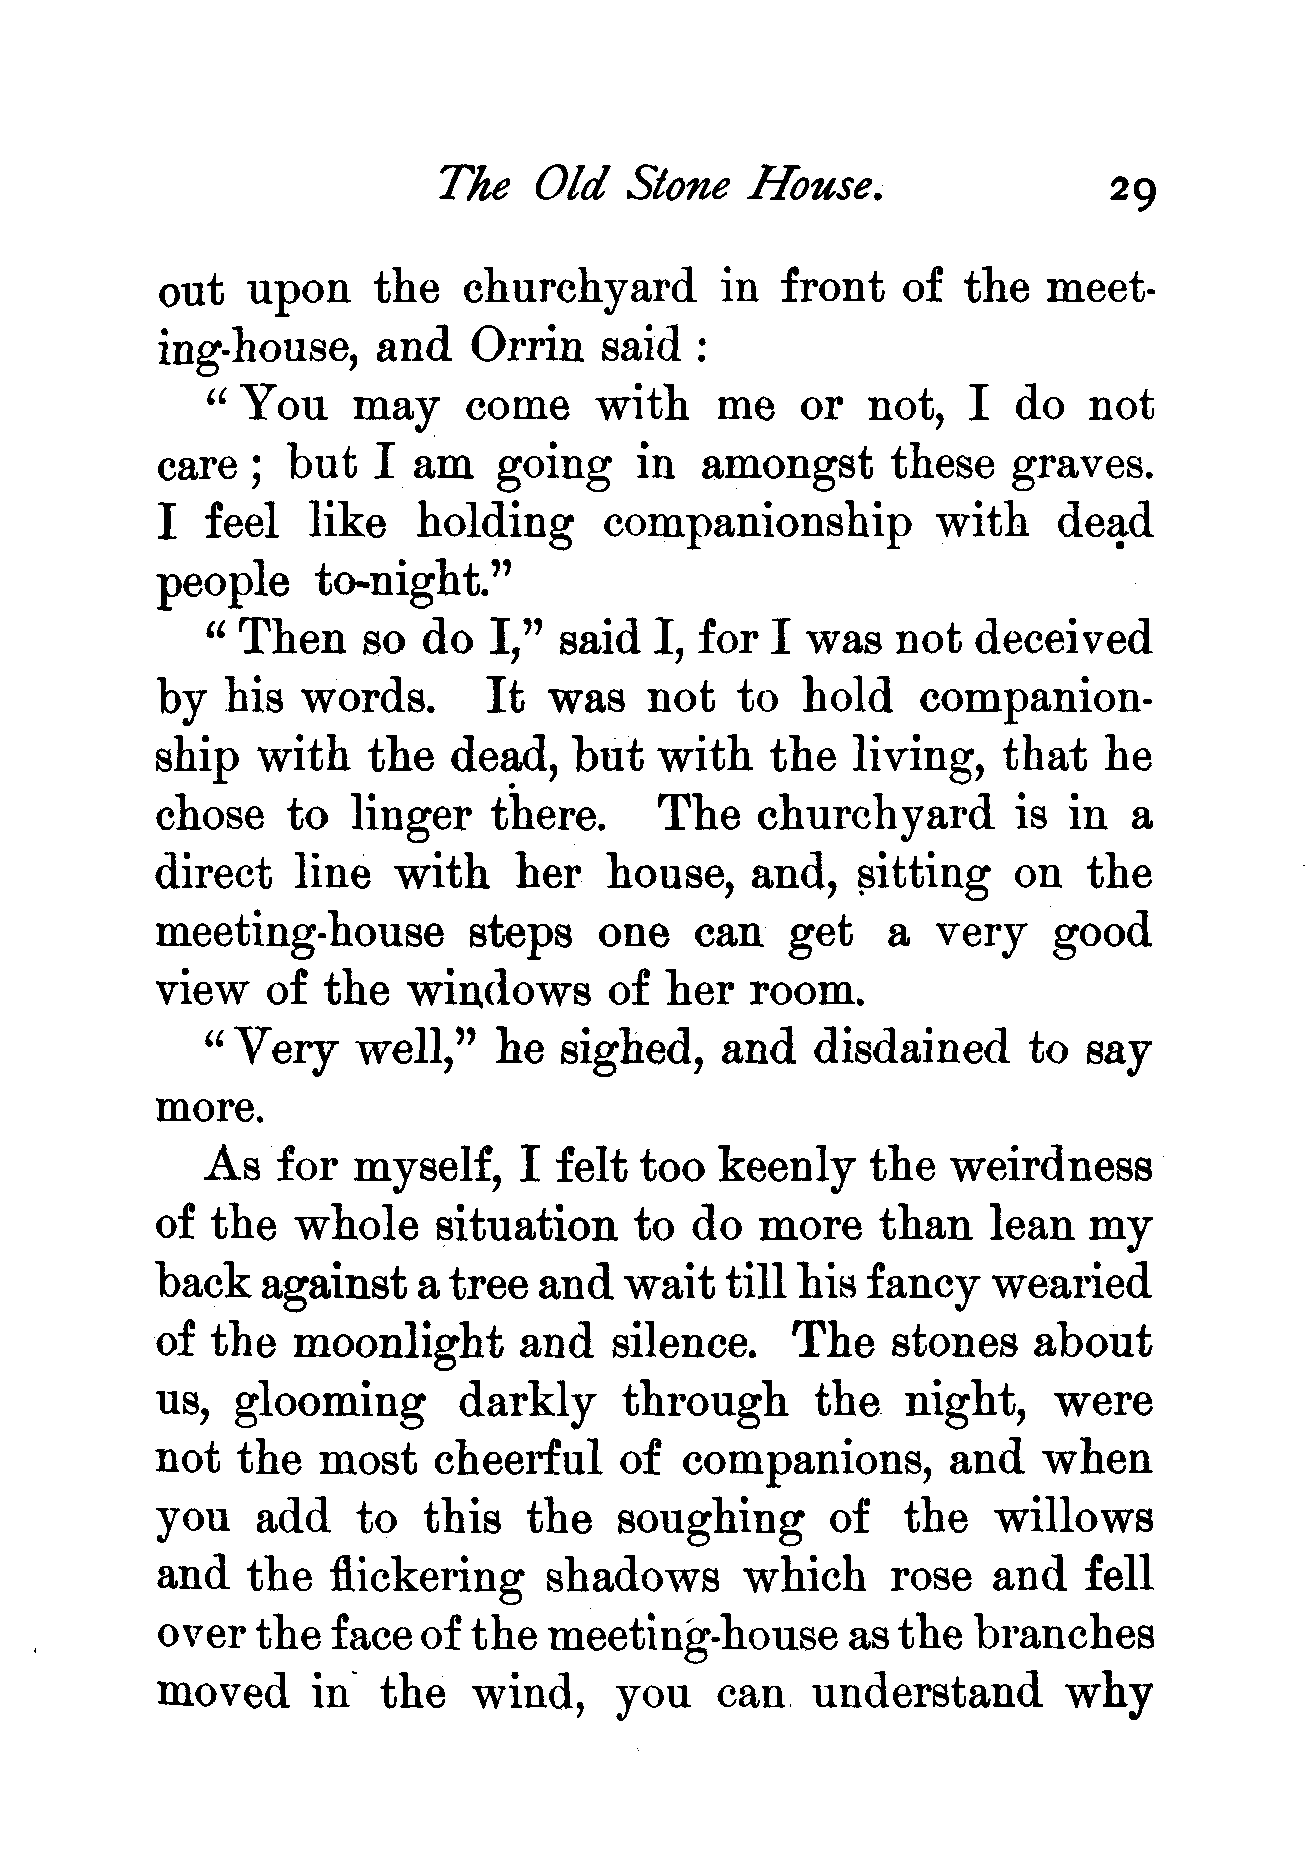 The Old Stone House. 29
out upon the churchyard in front of the meet-
ing-house, and Orrin said :
“ You may come with me or not, I do not
care ; but I am going in amongst these graves.
I feel like holding companionship with dead
people to-night.”
“ Then so do I,” said I, for I was not deceived
by his words. It was not to hold companion-
ship with the dead, but with the living, that he
chose to linger there. The churchyard is in a
direct line with her house, and, sitting on the
meeting-house steps one can get a very good
view of the windows of her room.
“ Very well,” he sighed, and disdained to say
more.
As for myself, I felt too keenly the weirdness
of the whole situation to do more than lean my
back against a tree and wait till his fancy wearied
of the moonlight and silence. The stones about
us, glooming darkly through the night, were
not the most cheerful of companions, and when
you add to this the soughing of the willows
and the flickering shadows which rose and fell
over the face of the meeting-house as the branches
moved in the wind, you can understand why